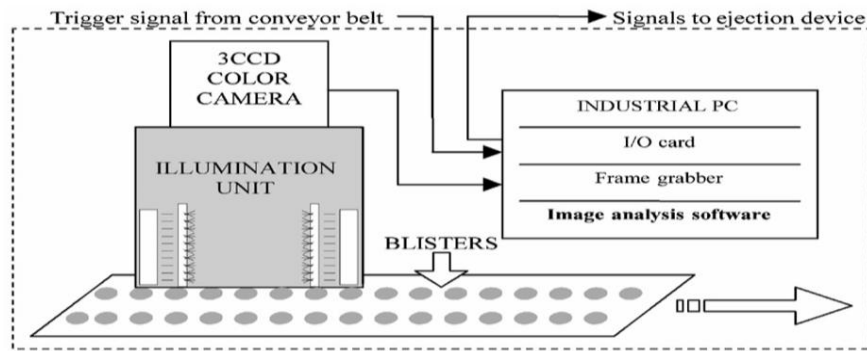 Trigger signal from conveyor belt
Signals to ejection device
3CCD
COLOR
CAMERA
INDUSTRIAL PC
I/O card
ILLUMINATION
UNIT
Frame grabber
Image analysis software
BLISTERS